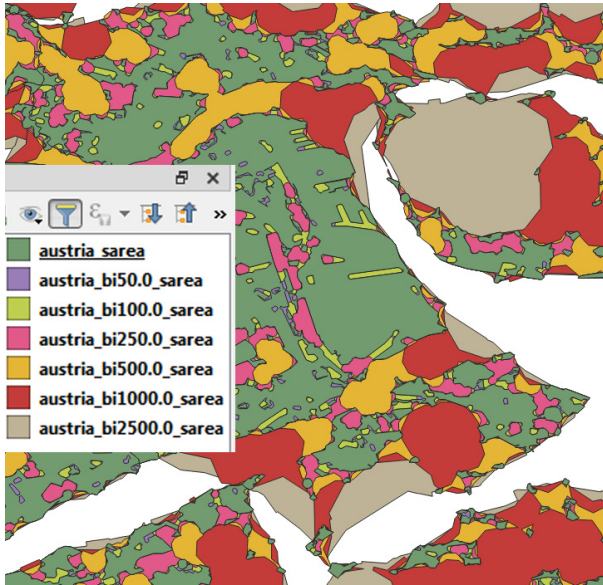 »
austria_sarea
austria_bi50.0_sarea
austria_bi100.0_sarea
austria_bi250.0_sarea
austria_bi500.0_sarea
austria_bi1000.0_sarea
austria_bi2500.0_sarea